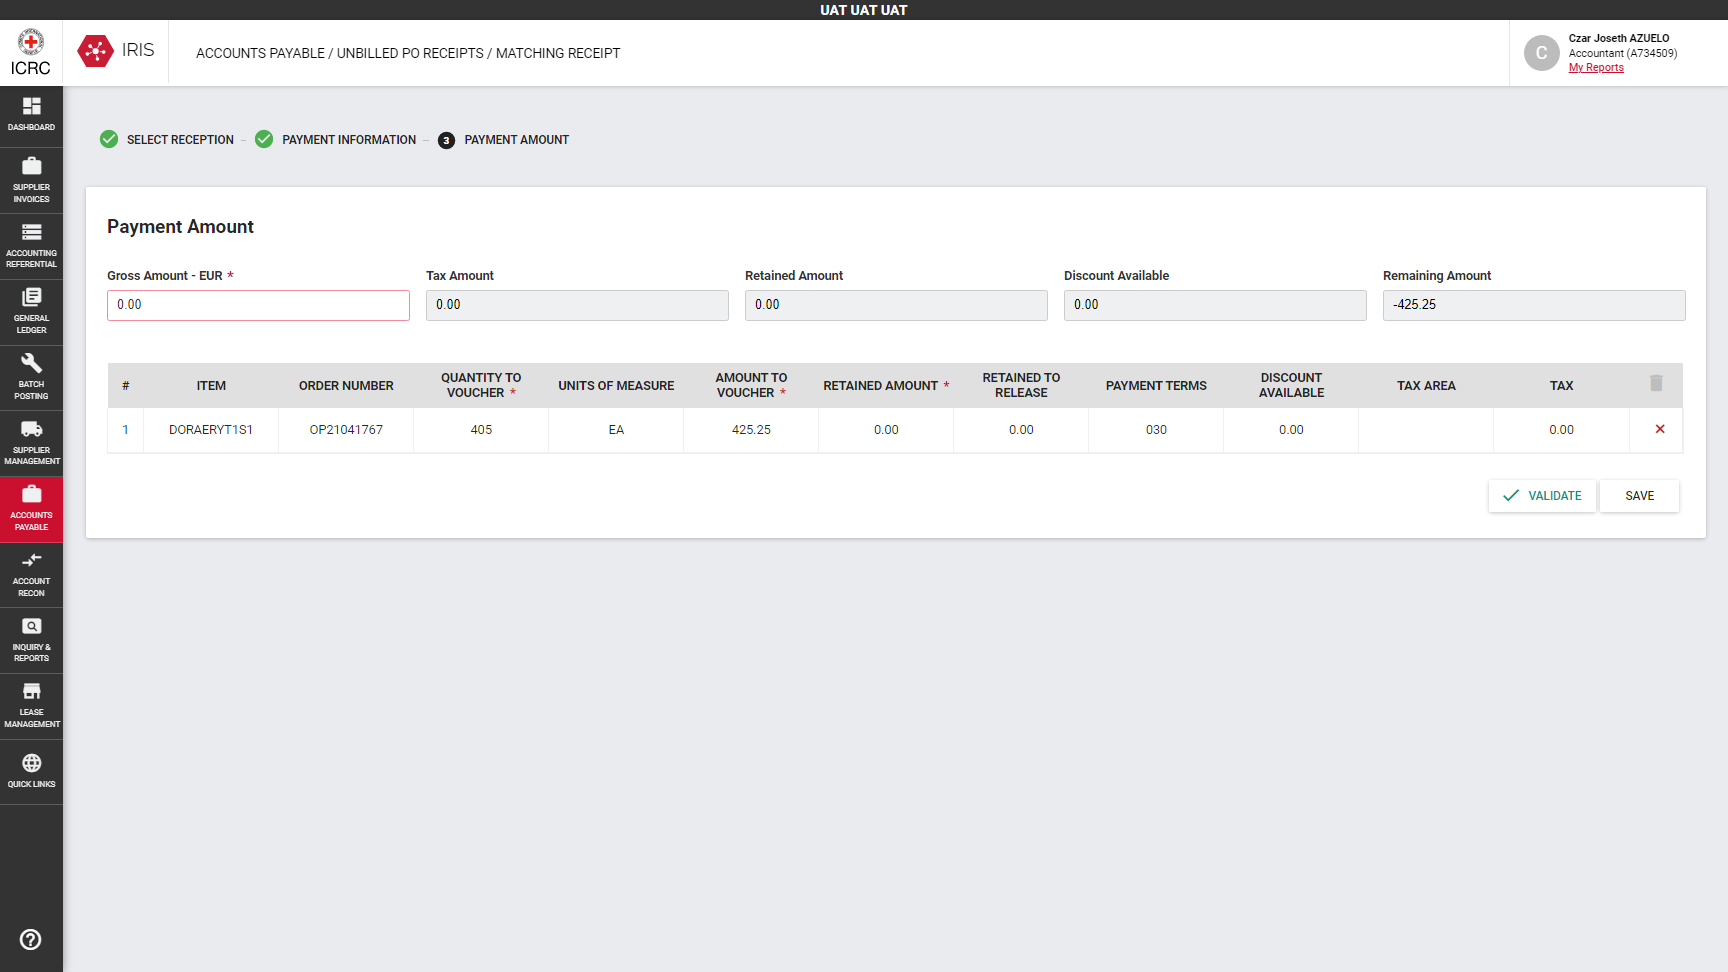 UAT UAT UAT
ICRC
IRIS
ACCOUNTS PAYABLE / UNBILLED PO RECEIPTS / MATCHING RECEIPT
C
Czar Joseth AZUELO
Accountant (A734509)
My Reports
DASHBOARD
SUPPLIER
INVOICES
ACCOUNTING
REFERENTIAL
GENERAL
LEDGER
BATCH
POSTING
SUPPLIER
MANAGEMENT
ACCOUNTS
PAYABLE
ACCOUNT
RECON
INQUIRY &
REPORTS
LEASE
MANAGEMENT
QUICK LINKS
SELECT RECEPTION – PAYMENT INFORMATION – 3 PAYMENT AMOUNT
Payment Amount
Gross Amount - EUR * Tax Amount Retained Amount Discount Available Remaining Amount
0.00 0.00 0.00 0.00 -425.25
# ITEM ORDER NUMBER QUANTITY TO VOUCHER * UNITS OF MEASURE AMOUNT TO VOUCHER * RETAINED AMOUNT * RETAINED TO RELEASE PAYMENT TERMS DISCOUNT AVAILABLE TAX AREA TAX
1 DORAERYT1S1 OP21041767 405 EA 425.25 0.00 0.00 030 0.00 0.00
VALIDATE SAVE